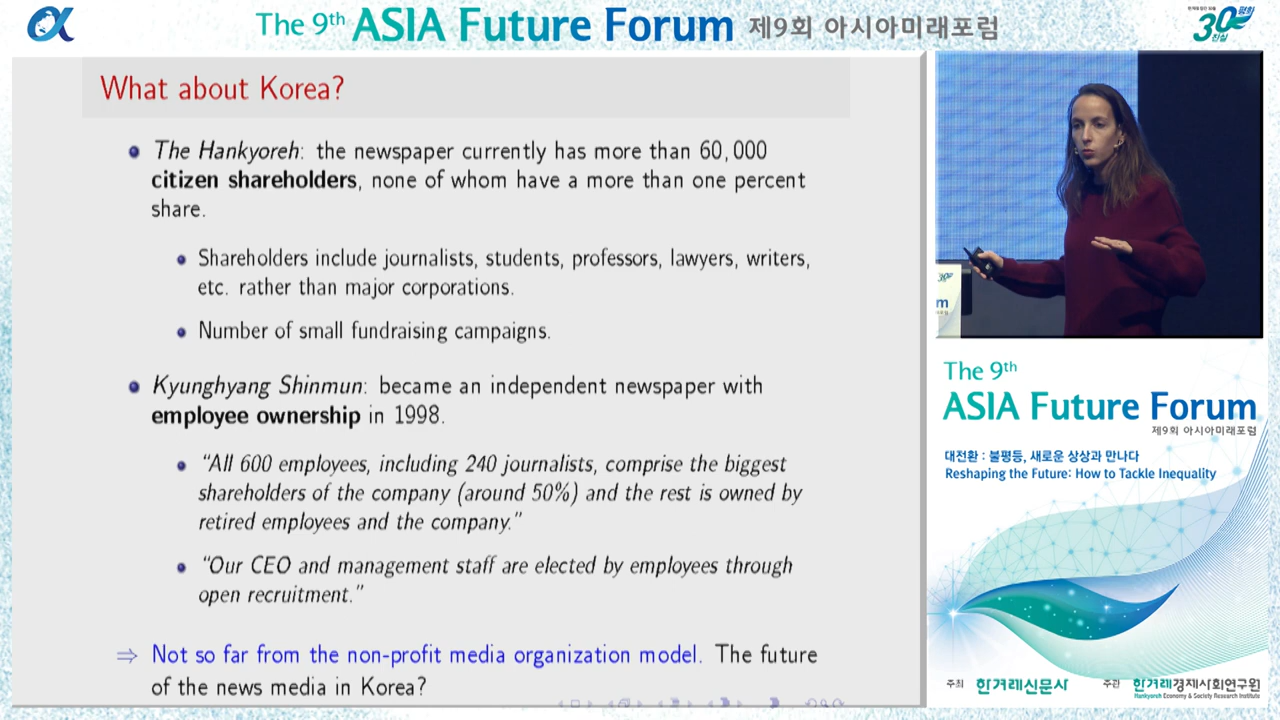 The 9th ASIA Future Forum 제9회 아시아미래포럼
30 평화
진실
What about Korea?
The Hankyoreh: the newspaper currently has more than 60,000
citizen shareholders, none of whom have a more than one percent
share.
Shareholders include journalists, students, professors, lawyers, writers,
etc. rather than major corporations.
Number of small fundraising campaigns.
Kyunghyang Shinmun: became an independent newspaper with
employee ownership in 1998.
“All 600 employees, including 240 journalists, comprise the biggest
shareholders of the company (around 50%) and the rest is owned by
retired employees and the company.”
“Our CEO and management staff are elected by employees through
open recruitment.”
⇒ Not so far from the non-profit media organization model. The future
of the news media in Korea?
The 9th
ASIA Future Forum
제9회 아시아미래포럼
대전환 : 불평등, 새로운 상상과 만나다
Reshaping the Future: How to Tackle Inequality
주최 한겨레신문사 주관 한겨레경제사회연구원
Hankyoreh Economy & Society Research Institute